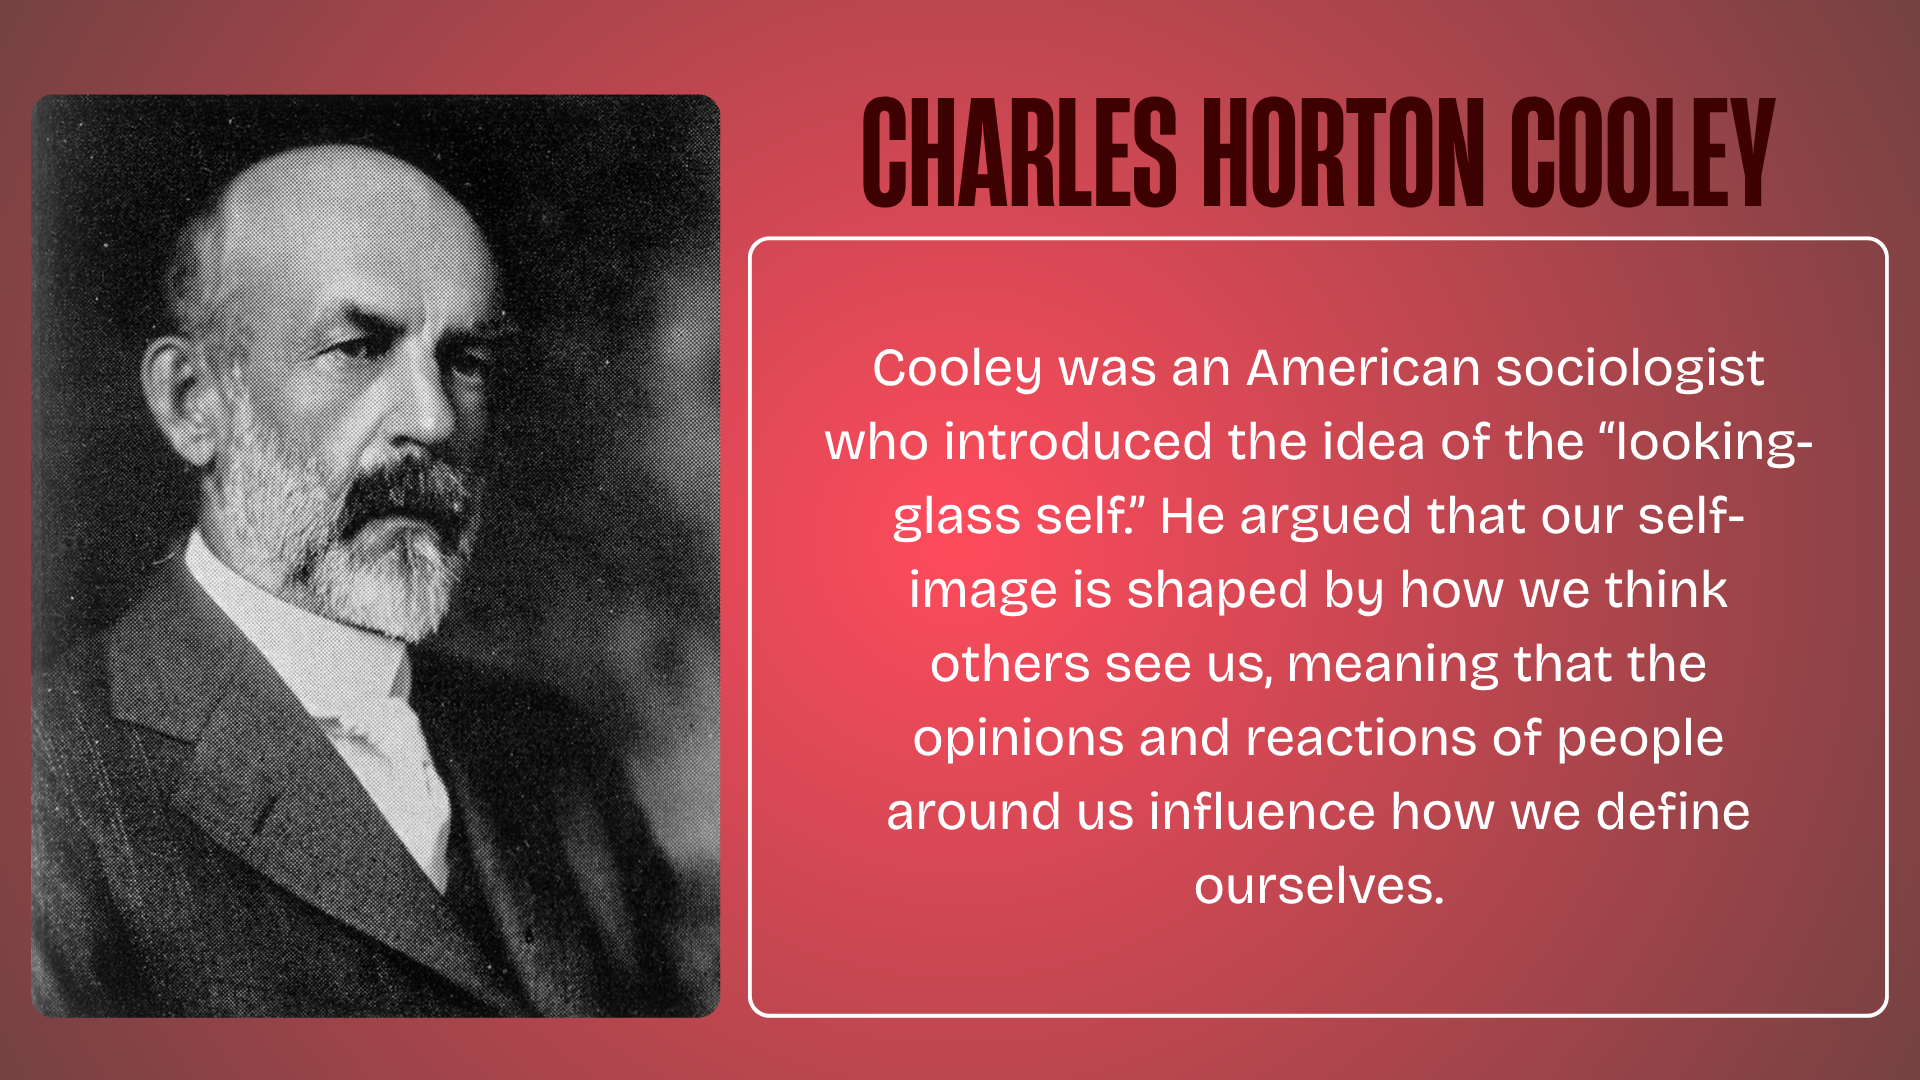 CHARLES HORTON COOLEY
Cooley was an American sociologist
who introduced the idea of the “looking-
glass self.” He argued that our self-
image is shaped by how we think
others see us, meaning that the
opinions and reactions of people
around us influence how we define
ourselves.